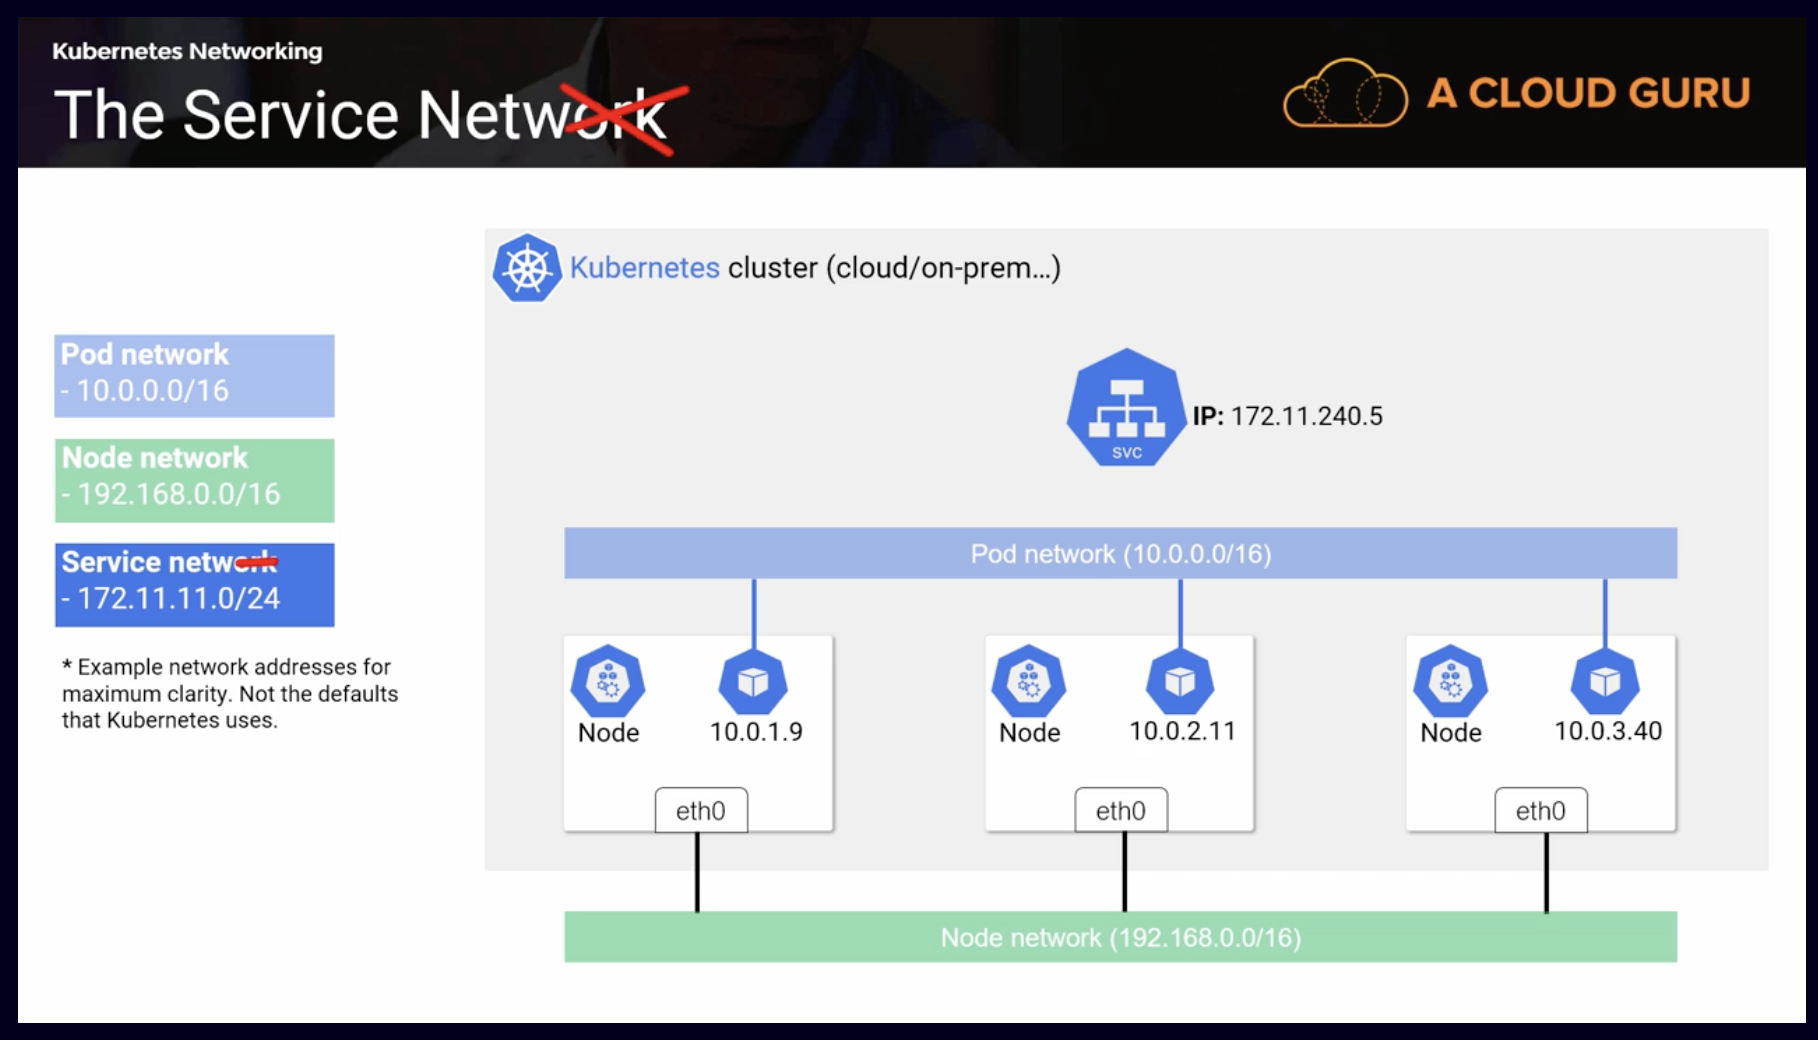 Kubernetes Networking
The Service Network
A CLOUD GURU
Kubernetes cluster (cloud/on-prem...)
Pod network
- 10.0.0.0/16
Node network
- 192.168.0.0/16
Service network
- 172.11.11.0/24
* Example network addresses for
maximum clarity. Not the defaults
that Kubernetes uses.
svc
IP: 172.11.240.5
Pod network (10.0.0.0/16)
Node
10.0.1.9
eth0
Node
10.0.2.11
eth0
Node
10.0.3.40
eth0
Node network (192.168.0.0/16)